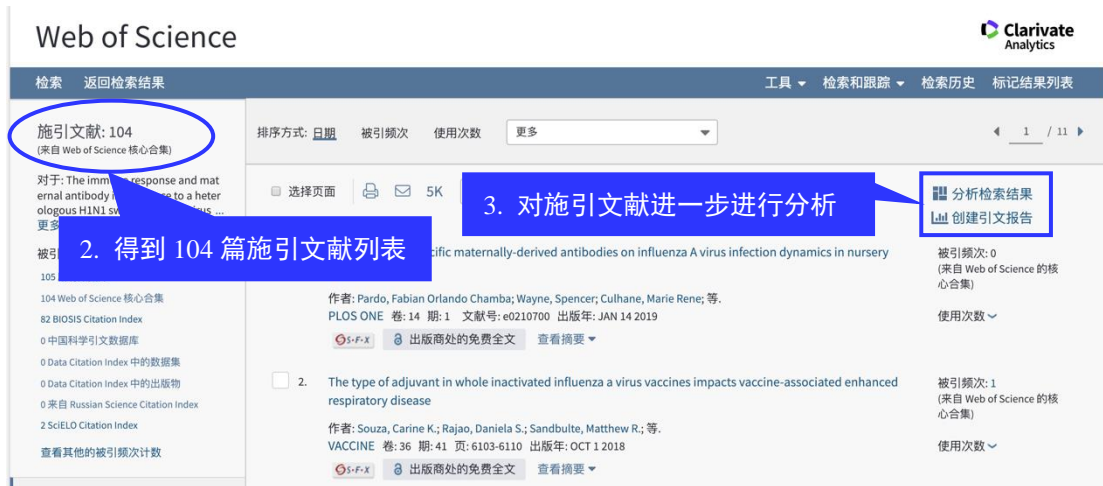 Web of Science
Clarivate
Analytics
检索 返回检索结果 工具 检索和跟踪 检索历史 标记结果列表
施引文献: 104
(来自 Web of Science 核心合集)
对于: The immune response and mat
ernal antibody to a heter
ologous H1N1 sw
更多
被引
105
104 Web of Science 核心合集
82 BIOSIS Citation Index
0 中国科学引文数据库
0 Data Citation Index 中的数据集
0 Data Citation Index 中的出版物
0 来自 Russian Science Citation Index
2 SciELO Citation Index
查看其他的被引频次计数
2. 得到 104 篇施引文献列表
排序方式: 日期 被引频次 使用次数 更多
1 / 11
选择页面 5K
3. 对施引文献进一步进行分析
分析检索结果
创建引文报告
maternally-derived antibodies on influenza A virus infection dynamics in nursery
作者: Pardo, Fabian Orlando Chamba; Wayne, Spencer; Culhane, Marie Rene; 等.
PLOS ONE 卷: 14 期: 1 文献号: e0210700 出版年: JAN 14 2019
S·F·X 出版商处的免费全文 查看摘要
被引频次: 0
(来自 Web of Science 的核
心合集)
使用次数
2. The type of adjuvant in whole inactivated influenza a virus vaccines impacts vaccine-associated enhanced
respiratory disease
作者: Souza, Carine K.; Rajao, Daniela S.; Sandbulte, Matthew R.; 等.
VACCINE 卷: 36 期: 41 页: 6103-6110 出版年: OCT 1 2018
S·F·X 出版商处的免费全文 查看摘要
被引频次: 1
(来自 Web of Science 的核
心合集)
使用次数